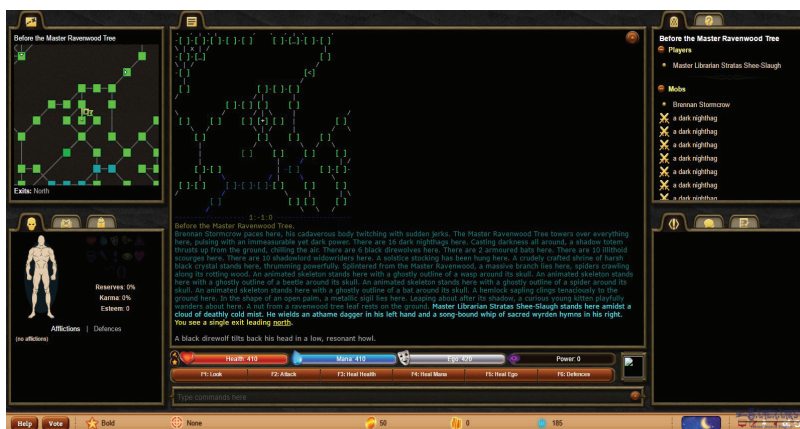 Before the Master Ravenwood Tree
Exits: North
Reserves: 0%
Karma: 0%
Esteem: 0
Afflictions | Defences
(no afflictions)
1:-1:0
Before the Master Ravenwood Tree.
Brennan Stormcrow paces here, his cadaverous body twitching with sudden jerks. The Master Ravenwood Tree towers over everything
here, pulsing with an immeasurable yet dark power. There are 16 dark nighthags here. Casting darkness all around, a shadow totem
thrusts up from the ground, chilling the air. There are 6 black direwolves here. There are 2 armoured bats here. There are 10 illithoid
scourges here. There are 10 shadowlord widowriders here. A solstice stocking has been hung here. A crudely crafted shrine of harsh
black crystal stands here, thrumming powerfully. Splintered from the Master Ravenwood, a massive branch lies here, spiders crawling
along its rotting wood. An animated skeleton stands here with a ghostly outline of a wasp around its skull. An animated skeleton stands
here with a ghostly outline of a beetle around its skull. An animated skeleton stands here with a ghostly outline of a spider around its
skull. An animated skeleton stands here with a ghostly outline of a bat around its skull. A hemlock sapling clings tenaciously to the
ground here. In the shape of an open palm, a metallic sigil lies here. Leaping about after its shadow, a curious young kitten playfully
wanders about here. A nut from a ravenwood tree leaf rests on the ground. Master Librarian Stratas Shee-Slaugh stands here amidst a
cloud of deathly cold mist. He wields an athame dagger in his left hand and a song-bound whip of sacred wyrden hymns in his right.
You see a single exit leading north.
A black direwolf tilts back his head in a low, resonant howl.
Health: 410
Mana: 410
Ego: 420
Power: 0
F1: Look
F2: Attack
F3: Heal Health
F4: Heal Mana
F5: Heal Ego
F6: Defences
Type commands here
Before the Master Ravenwood Tree
Players
Master Librarian Stratas Shee-Slaugh
Mobs
Brennan Stormcrow
a dark nighthag
a dark nighthag
a dark nighthag
a dark nighthag
a dark nighthag
a dark nighthag
a dark nighthag
Help
Vote
Bold
None
50
0
185